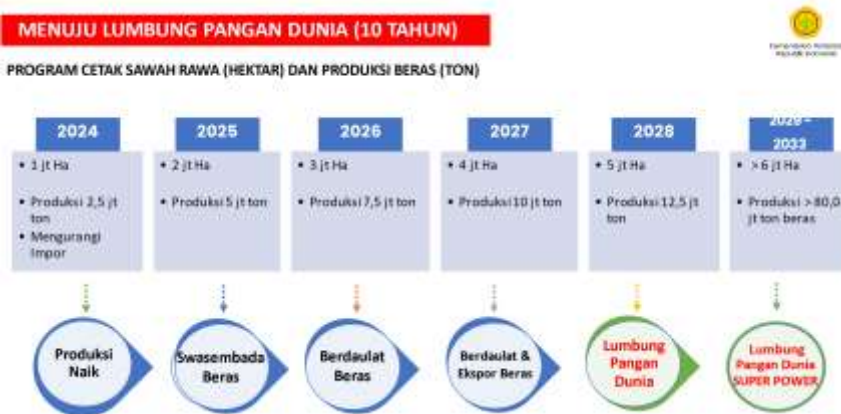 MENUJU LUMBUNG PANGAN DUNIA (10 TAHUN)
PROGRAM CETAK SAWAH RAWA (HEKTAR) DAN PRODUKSI BERAS (TON)
2024
• 1 jt Ha
• Produksi 2,5 jt
ton
• Mengurangi
Impor
Produksi
Naik
2025
• 2 jt Ha
• Produksi 5 jt ton
Swasembada
Beras
2026
• 3 jt Ha
• Produksi 7,5 jt ton
Berdaulat
Beras
2027
• 4 jt Ha
• Produksi 10 jt ton
Berdaulat &
Ekspor Beras
2028
• 5 jt Ha
• Produksi 12,5 jt
ton
Lumbung
Pangan
Dunia
2029 -
2033
• >6 jt Ha
• Produksi > 80,0
jt ton beras
Lumbung
Pangan Dunia
SUPER POWER